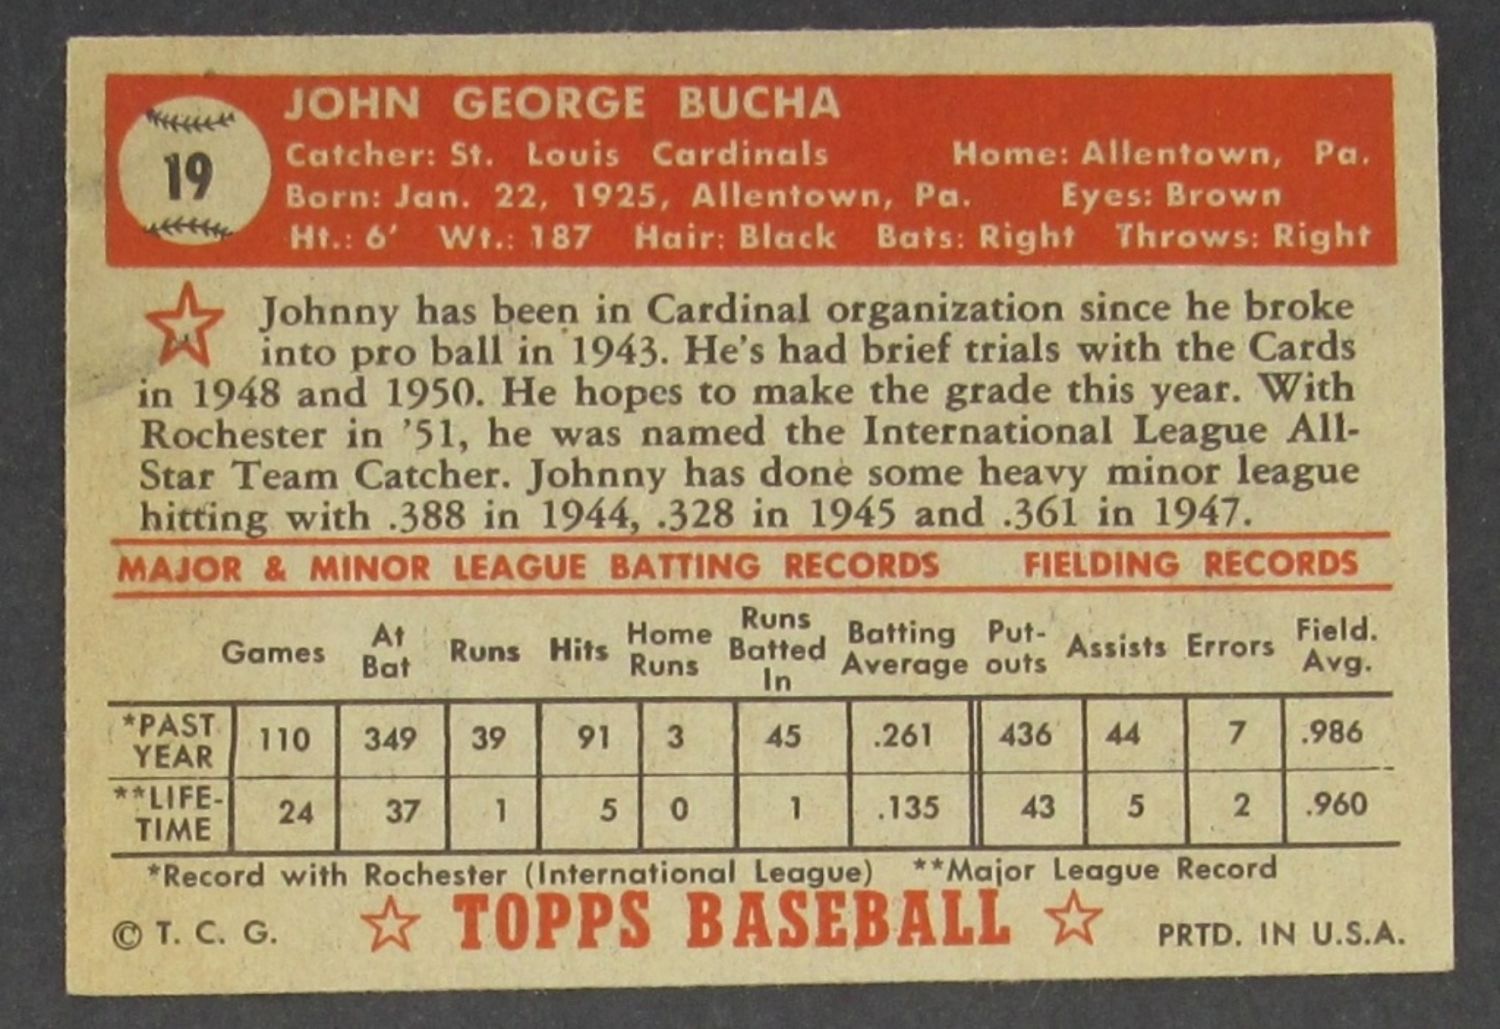 19
JOHN GEORGE BUCHA
Catcher: St. Louis Cardinals Home: Allentown, Pa.
Born: Jan. 22, 1925, Allentown, Pa. Eyes: Brown
Ht.: 6' Wt.: 187 Hair: Black Bats: Right Throws: Right
Johnny has been in Cardinal organization since he broke
into pro ball in 1943. He's had brief trials with the Cards
in 1948 and 1950. He hopes to make the grade this year. With
Rochester in '51, he was named the International League All-
Star Team Catcher. Johnny has done some heavy minor league
hitting with .388 in 1944, .328 in 1945 and .361 in 1947.
MAJOR & MINOR LEAGUE BATTING RECORDS FIELDING RECORDS
Games At Bat Runs Hits Home Runs Runs Batted In Batting Average Put-outs Assists Errors Field. Avg.
*PAST YEAR 110 349 39 91 3 45 .261 436 44 7 .986
**LIFE-TIME 24 37 1 5 0 1 .135 43 5 2 .960
*Record with Rochester (International League) **Major League Record
© T. C. G. TOPPS BASEBALL PRTD. IN U.S.A.